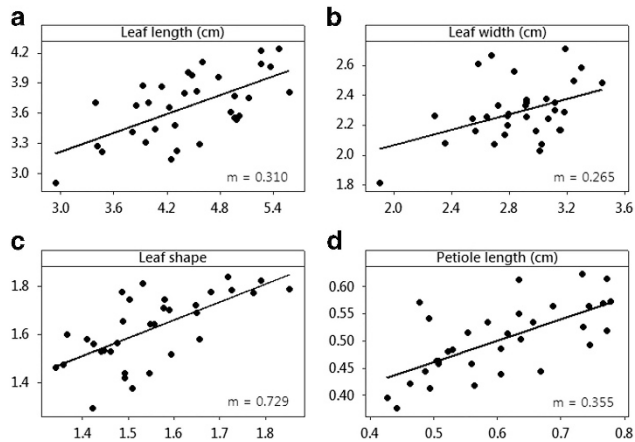 a
Leaf length (cm)
4.2
3.9
3.6
3.3
3.0
m = 0.310
3.0 3.6 4.2 4.8 5.4
b
Leaf width (cm)
2.6
2.4
2.2
2.0
1.8
m = 0.265
2.0 2.4 2.8 3.2 3.6
c
Leaf shape
1.8
1.6
1.4
m = 0.729
1.4 1.5 1.6 1.7 1.8
d
Petiole length (cm)
0.60
0.55
0.50
0.45
0.40
m = 0.355
0.4 0.5 0.6 0.7 0.8